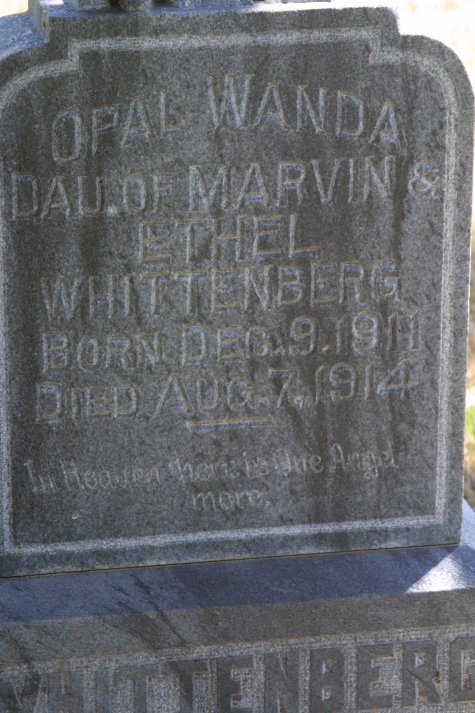 OPAL WANDA
DAU. OF MARVIN &
ETHEL
WHITTENBERG
BORN DEC. 9. 1911
DIED AUG. 7, 1914
In Heaven there is One Angel
more.
WHITTENBERG